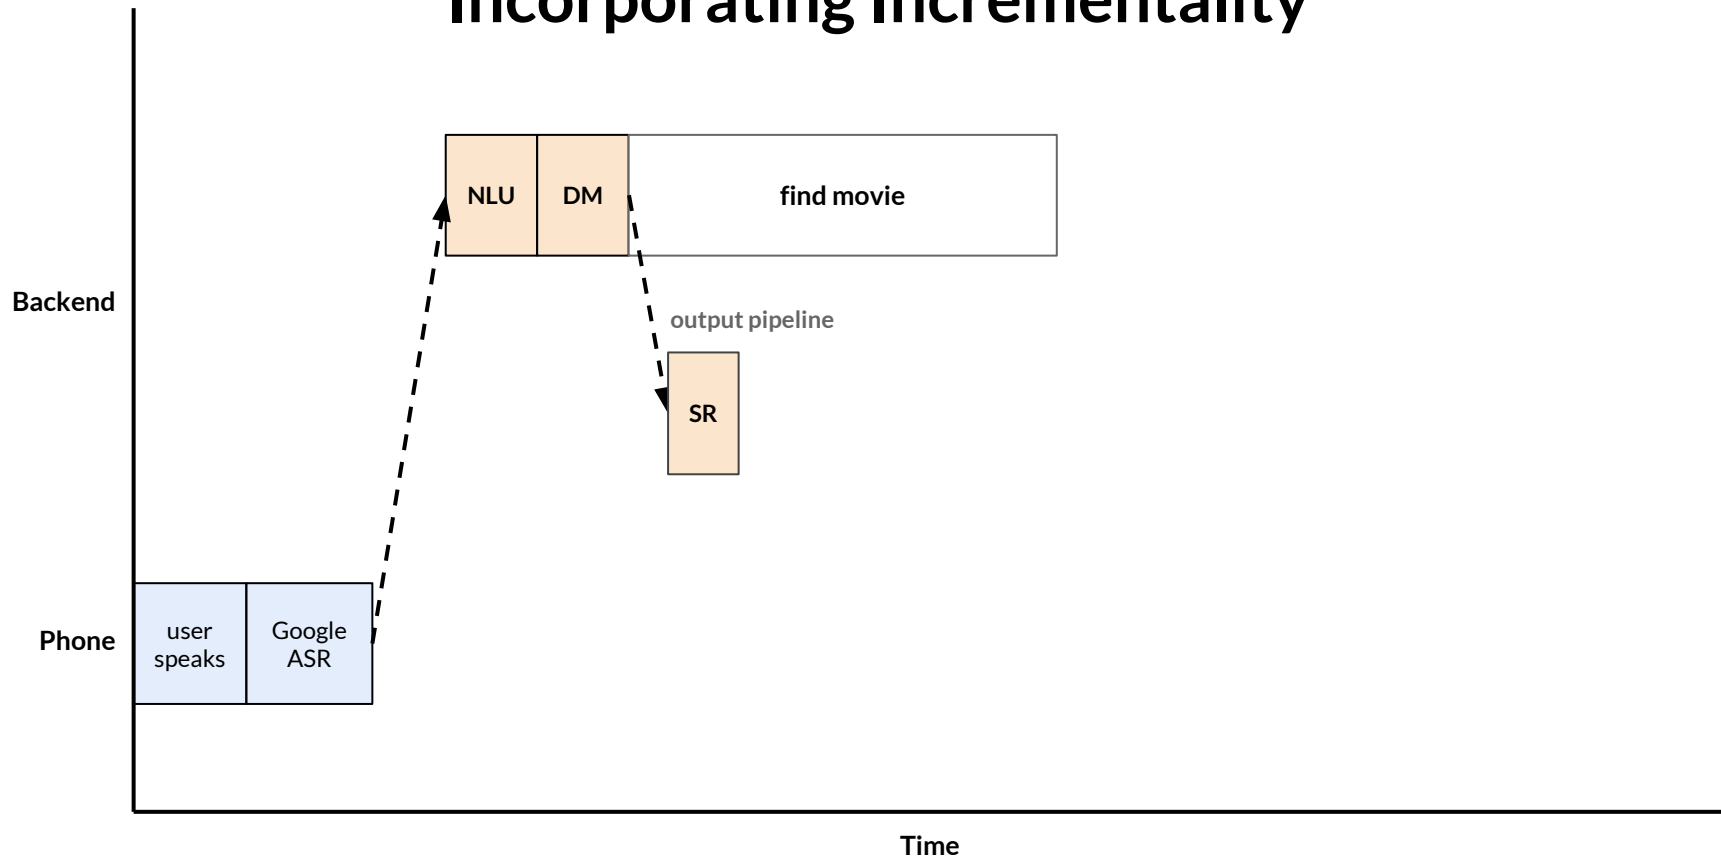 Incorporating Incrementality
NLU
DM
find movie
Backend
output pipeline
SR
Phone
user
speaks
Google
ASR
Time